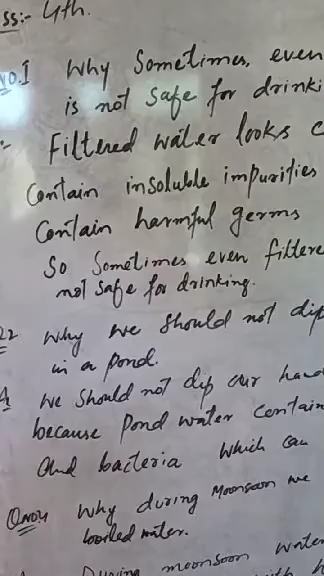 ss:- 4th.
No.1 Why Sometimes, even
is not safe for drinki
:- Filtered water looks c
Contain insoluble impurities
Contain harmful germs
So Sometimes even filtere
not safe for drinking.
22 Why we should not dip
in a pond.
A we should not dip our hand
because pond water contain
and bacteria which can
Qno4 Why during Moonsoon we
boiled water.
During moonsoon water